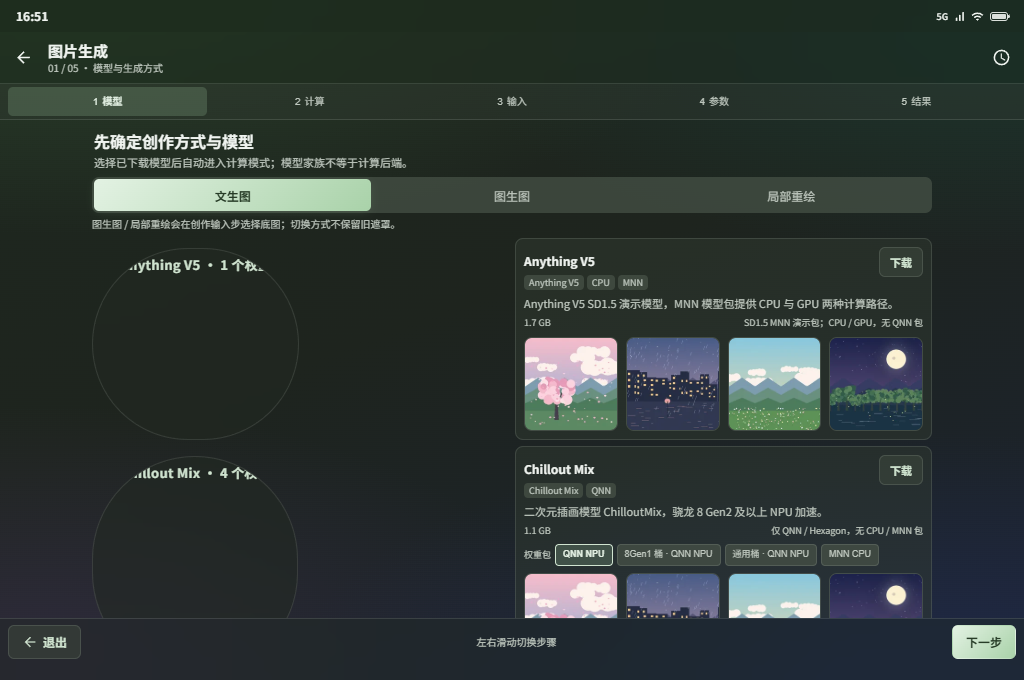 16:51
5G
图片生成
01 / 05 • 模型与生成方式
1 模型
2 计算
3 输入
4 参数
5 结果
先确定创作方式与模型
选择已下载模型后自动进入计算模式；模型家族不等于计算后端。
文生图
图生图
局部重绘
图生图 / 局部重绘会在创作输入步选择底图；切换方式不保留旧遮罩。
nything V5 • 1 个
Anything V5
下载
Anything V5
CPU
MNN
Anything V5 SD1.5 演示模型，MNN 模型包提供 CPU 与 GPU 两种计算路径。
1.7 GB
SD1.5 MNN 演示包；CPU / GPU，无 QNN 包
illout Mix • 4 个
Chillout Mix
下载
Chillout Mix
QNN
二次元插画模型 ChilloutMix，骁龙 8 Gen2 及以上 NPU 加速。
1.1 GB
仅 QNN / Hexagon，无 CPU / MNN 包
权重包
QNN NPU
8Gen1 桶 · QNN NPU
通用桶 · QNN NPU
MNN CPU
退出
左右滑动切换步骤
下一步